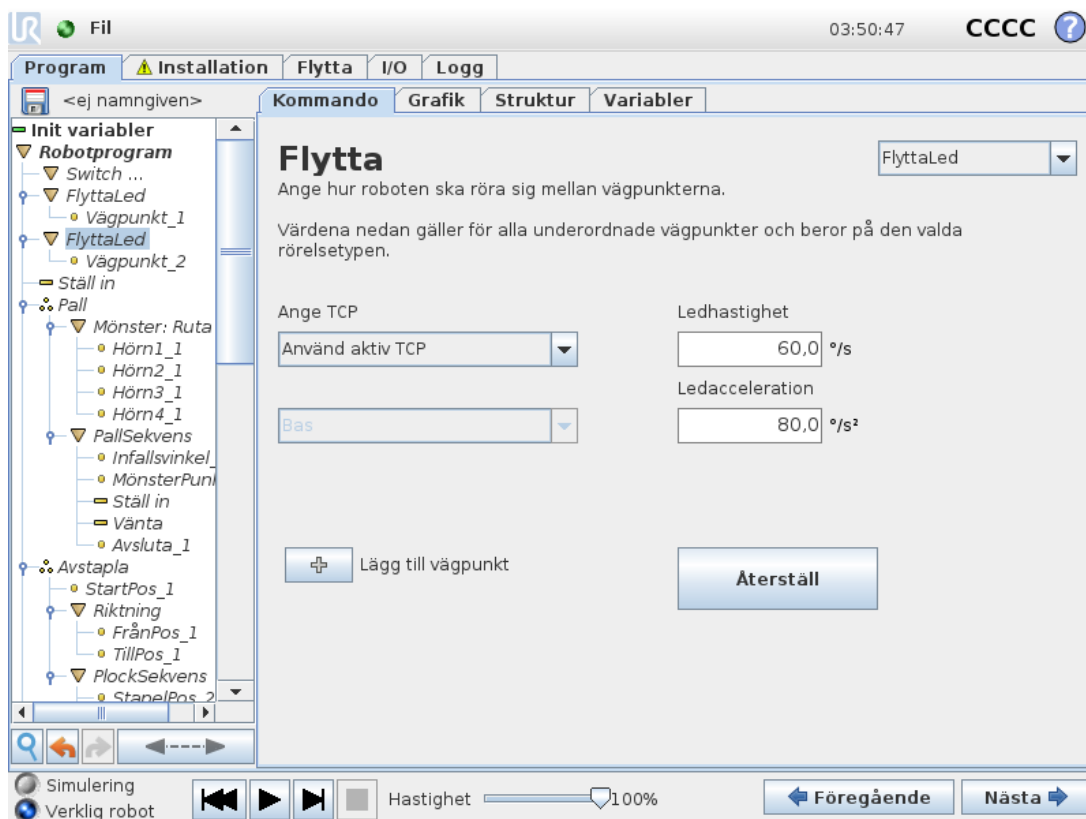 UR Fil 03:50:47 CCCC ?
Program Installation Flytta I/O Logg
<ej namngiven> Kommando Grafik Struktur Variabler
Init variabler
Robotprogram
Switch ...
FlyttaLed
Vägpunkt_1
FlyttaLed
Vägpunkt_2
Ställ in
Pall
Mönster: Ruta
Hörn1_1
Hörn2_1
Hörn3_1
Hörn4_1
PallSekvens
Infallsvinkel_
MönsterPun
Ställ in
Vänta
Avsluta_1
Avstapla
StartPos_1
Riktning
FrånPos_1
TillPos_1
PlockSekvens
StapelPos_2
Flytta
FlyttaLed
Ange hur roboten ska röra sig mellan vägpunkterna.
Värdena nedan gäller för alla underordnade vägpunkter och beror på den valda
rörelsetypen.
Ange TCP
Använd aktiv TCP
Bas
Ledhastighet
60,0 °/s
Ledacceleration
80,0 °/s²
Lägg till vägpunkt
Återställ
Simulering
Verklig robot
Hastighet 100%
Föregående
Nästa